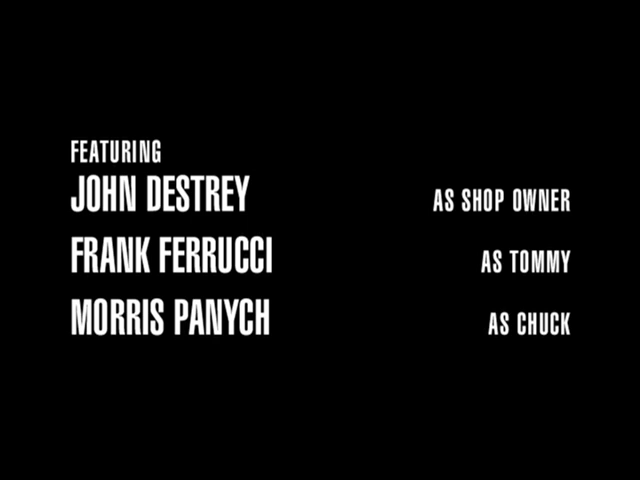 FEATURING
JOHN DESTREY AS SHOP OWNER
FRANK FERRUCCI AS TOMMY
MORRIS PANYCH AS CHUCK